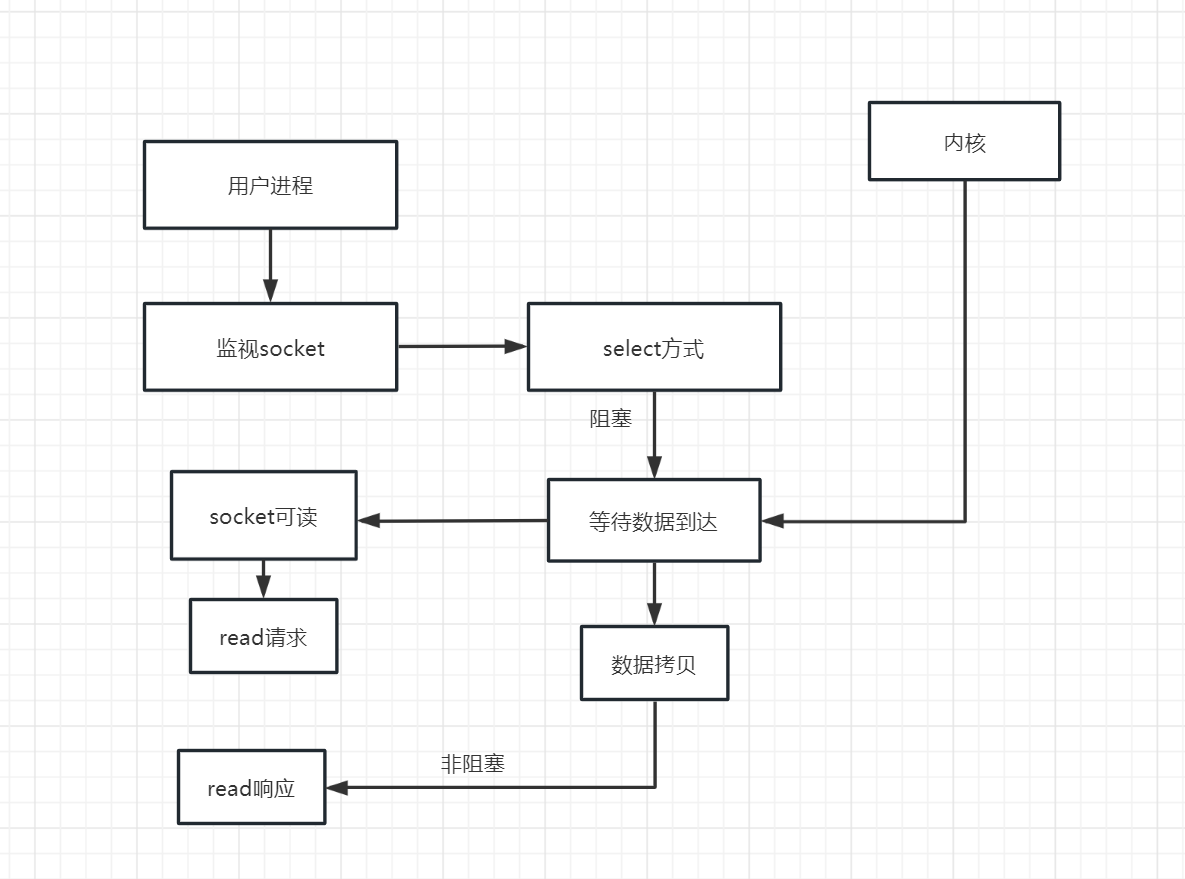 内核
用户进程
监视socket
select方式
阻塞
socket可读
等待数据到达
read请求
数据拷贝
非阻塞
read响应